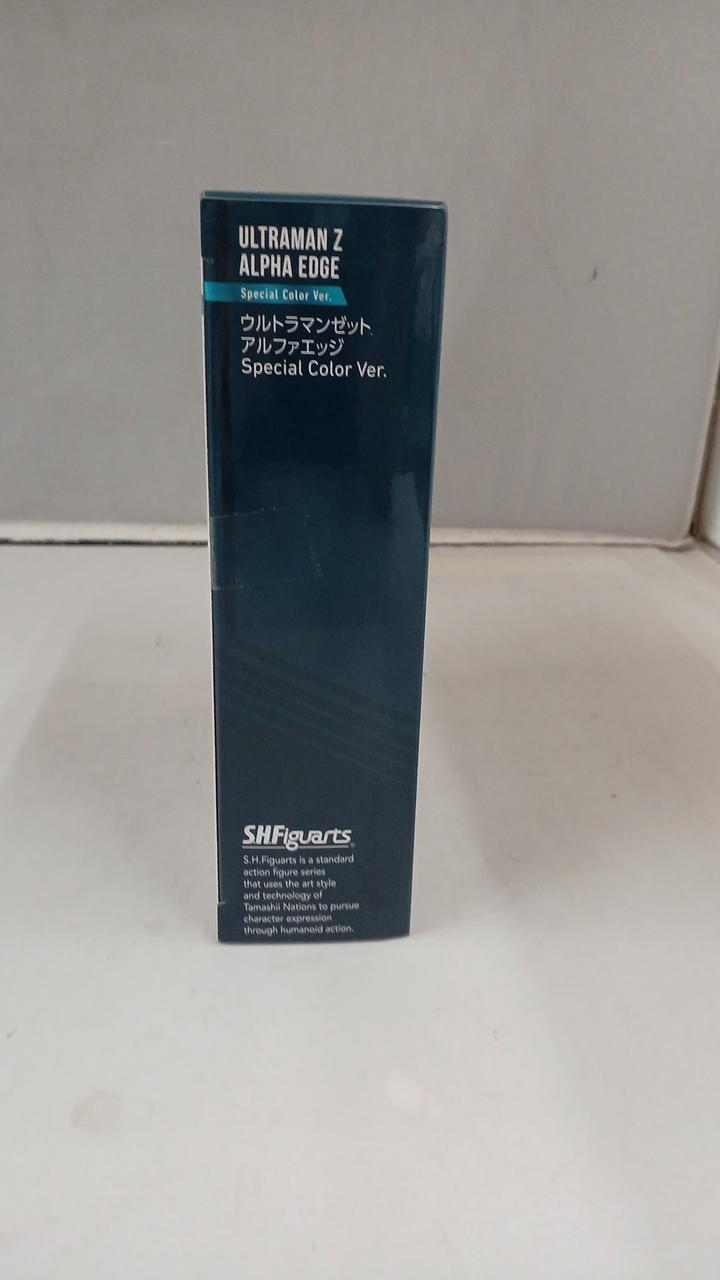 ULTRAMAN Z
ALPHA EDGE
Special Color Ver.
ウルトラマンゼット
アルファエッジ
Special Color Ver.
S.H.Figuarts
S.H.Figuarts is a standard
action figure series
that uses the art style
and technology of
Tamashii Nations to pursue
character expression
through humanoid action.